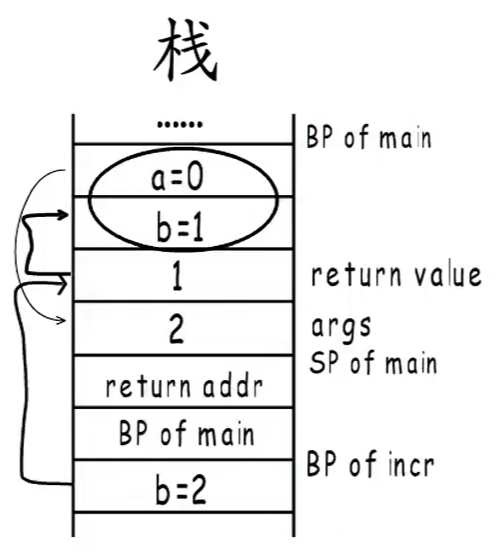 栈
......
BP of main
a=0
b=1
1
return value
2
args
SP of main
return addr
BP of main
BP of incr
b=2